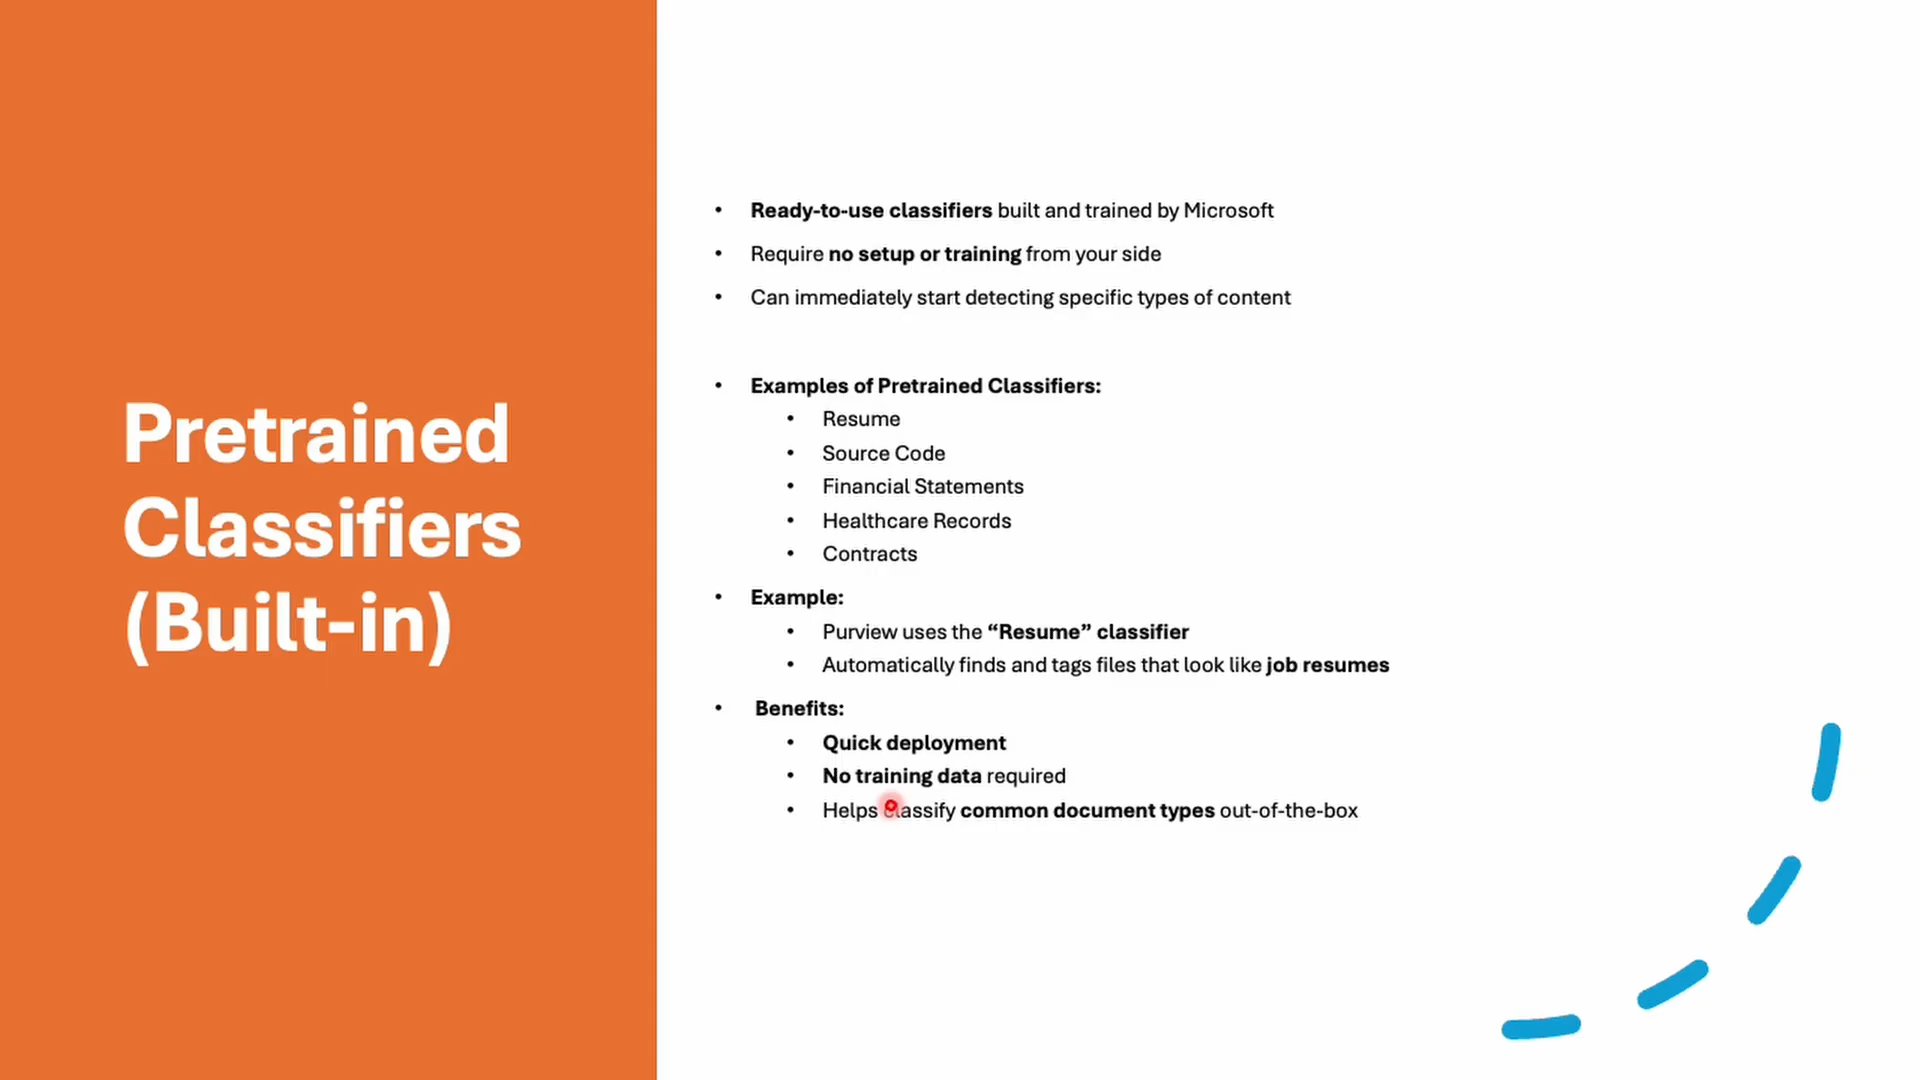 Pretrained
Classifiers
(Built-in)
• Ready-to-use classifiers built and trained by Microsoft
• Require no setup or training from your side
• Can immediately start detecting specific types of content
• Examples of Pretrained Classifiers:
• Resume
• Source Code
• Financial Statements
• Healthcare Records
• Contracts
• Example:
• Purview uses the “Resume” classifier
• Automatically finds and tags files that look like job resumes
• Benefits:
• Quick deployment
• No training data required
• Helps classify common document types out-of-the-box